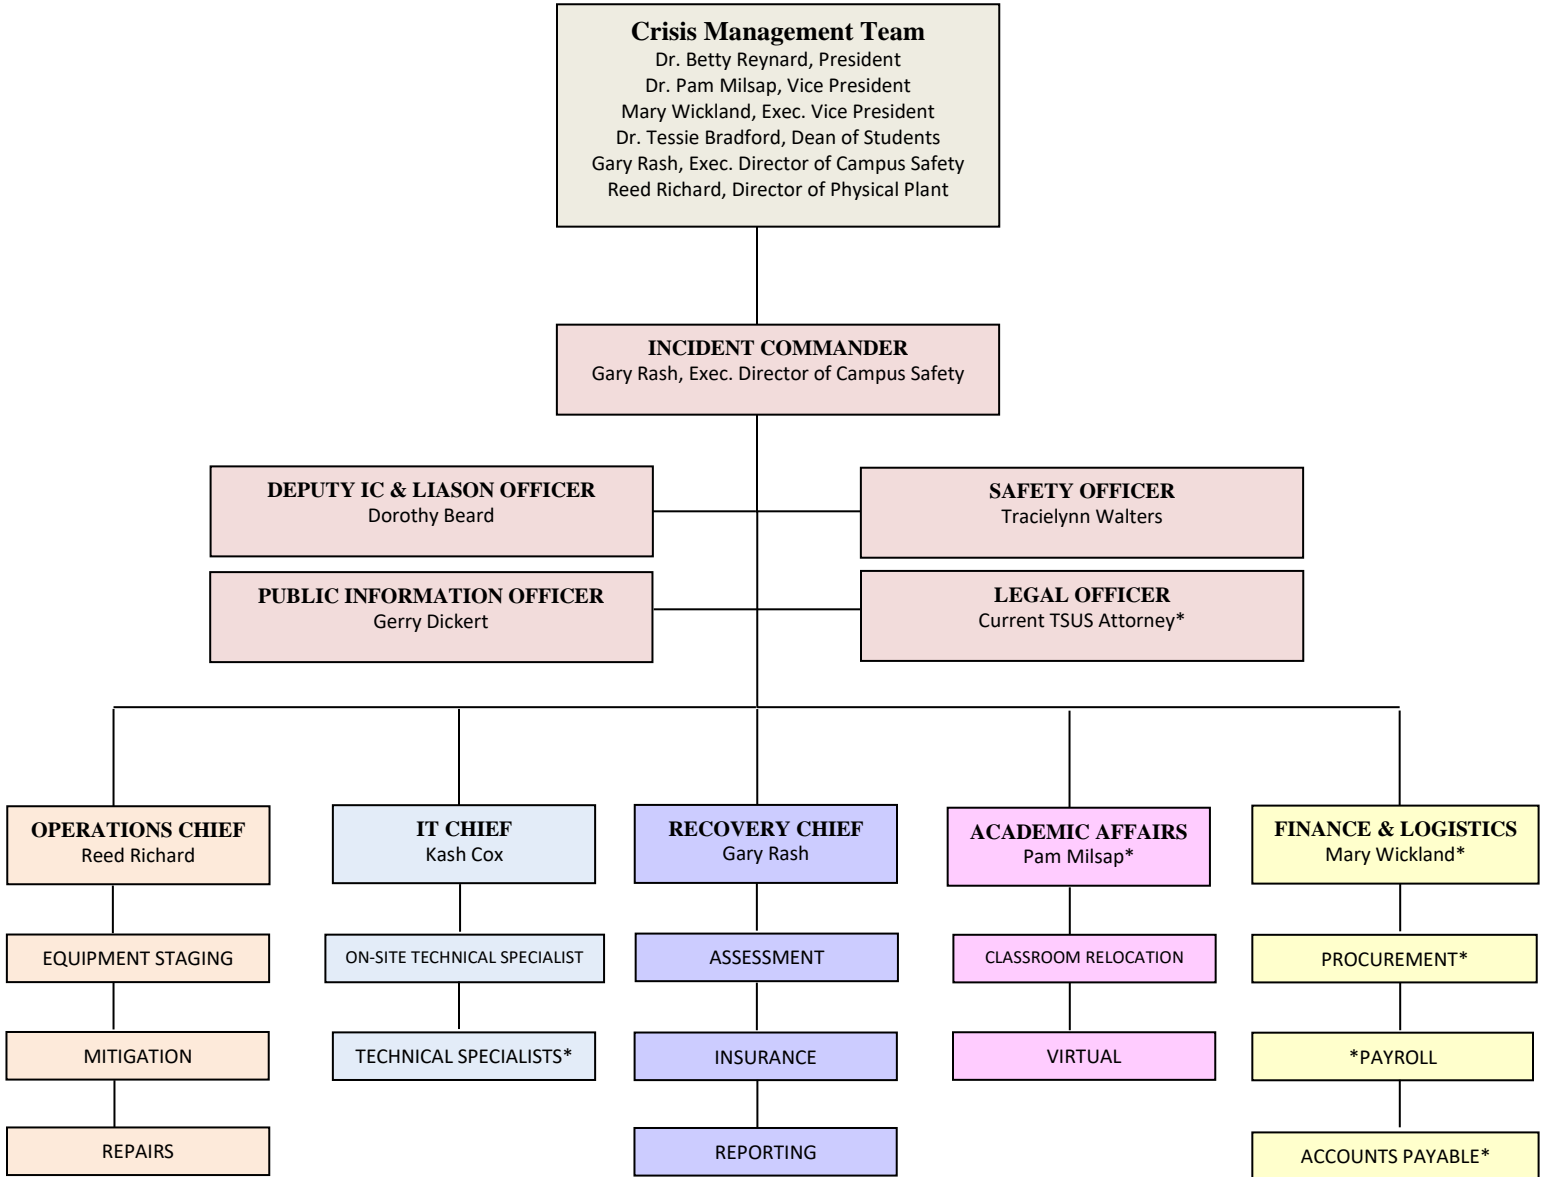 Crisis Management Team
Dr. Betty Reynard, President
Dr. Pam Milsap, Vice President
Mary Wickland, Exec. Vice President
Dr. Tessie Bradford, Dean of Students
Gary Rash, Exec. Director of Campus Safety
Reed Richard, Director of Physical Plant
INCIDENT COMMANDER
Gary Rash, Exec. Director of Campus Safety
DEPUTY IC & LIASON OFFICER
Dorothy Beard
SAFETY OFFICER
Tracielynn Walters
PUBLIC INFORMATION OFFICER
Gerry Dickert
LEGAL OFFICER
Current TSUS Attorney*
OPERATIONS CHIEF
Reed Richard
EQUIPMENT STAGING
MITIGATION
REPAIRS
IT CHIEF
Kash Cox
ON-SITE TECHNICAL SPECIALIST
TECHNICAL SPECIALISTS*
RECOVERY CHIEF
Gary Rash
ASSESSMENT
INSURANCE
REPORTING
ACADEMIC AFFAIRS
Pam Milsap*
CLASSROOM RELOCATION
VIRTUAL
FINANCE & LOGISTICS
Mary Wickland*
PROCUREMENT*
*PAYROLL
ACCOUNTS PAYABLE*